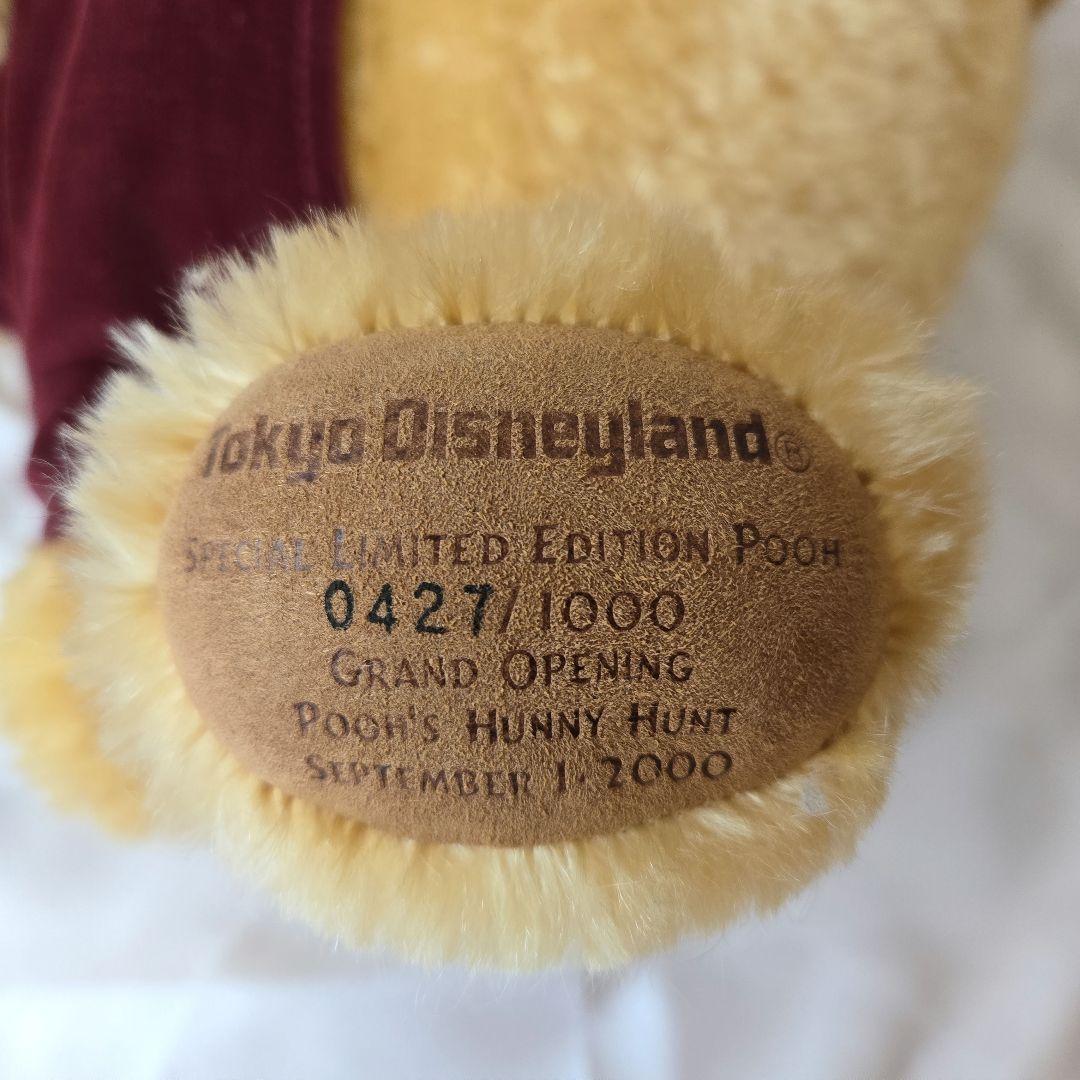 Tokyo Disneyland®
SPECIAL LIMITED EDITION POOH
0427/1000
GRAND OPENING
POOH'S HUNNY HUNT
SEPTEMBER 1. 2000